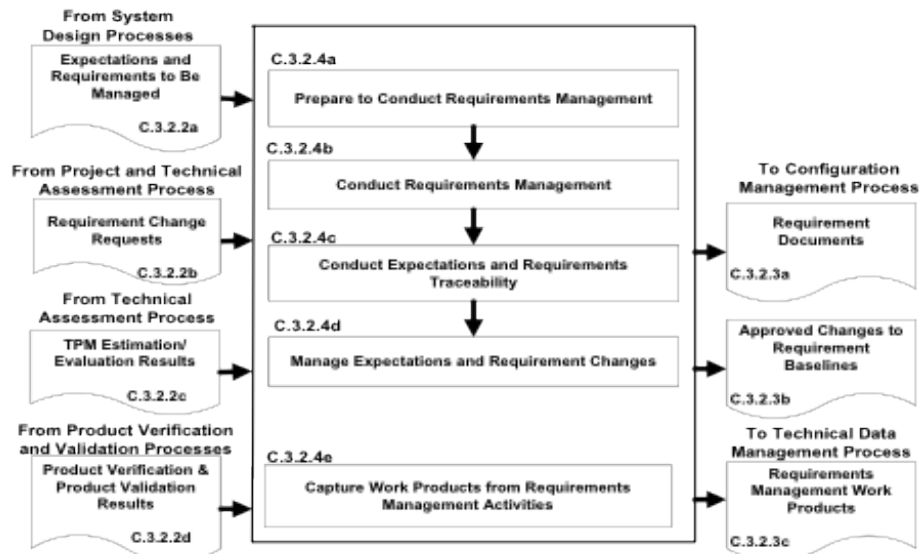 From System
Design Processes
Expectations and
Requirements to Be
Managed
C.3.2.2a
From Project and Technical
Assessment Process
Requirement Change
Requests
C.3.2.2b
From Technical
Assessment Process
TPM Estimation/
Evaluation Results
C.3.2.2c
From Product Verification
and Validation Processes
Product Verification &
Product Validation
Results
C.3.2.2d
C.3.2.4a
Prepare to Conduct Requirements Management
C.3.2.4b
Conduct Requirements Management
C.3.2.4c
Conduct Expectations and Requirements
Traceability
C.3.2.4d
Manage Expectations and Requirement Changes
C.3.2.4e
Capture Work Products from Requirements
Management Activities
To Configuration
Management Process
Requirement
Documents
C.3.2.3a
Approved Changes to
Requirement
Baselines
C.3.2.3b
To Technical Data
Management Process
Requirements
Management Work
Products
C.3.2.3c